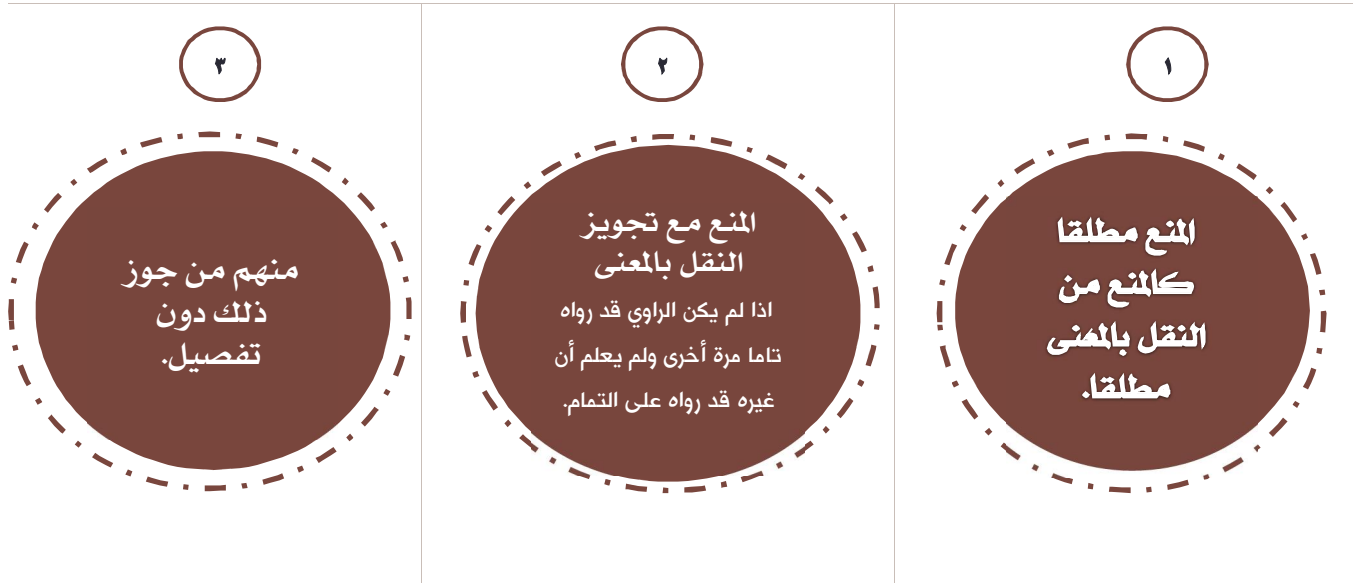 ١
المنع مطلقا
كالمنع من
النقل بالمعنى
مطلقا.
٢
المنع مع تجويز
النقل بالمعنى
اذا لم يكن الراوي قد رواه
تاما مرة أخرى ولم يعلم أن
غيره قد رواه على التمام.
٣
منهم من جوز
ذلك دون
تفصيل.